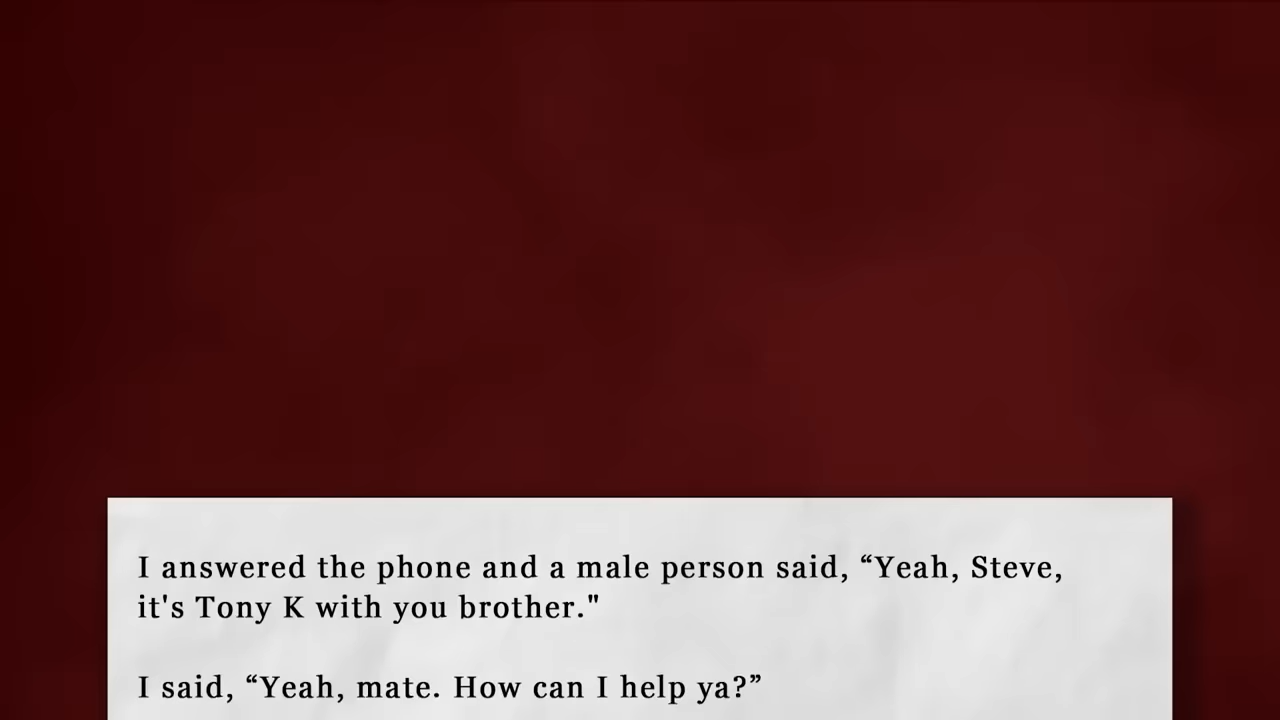 I answered the phone and a male person said, “Yeah, Steve,
it's Tony K with you brother."
I said, “Yeah, mate. How can I help ya?”